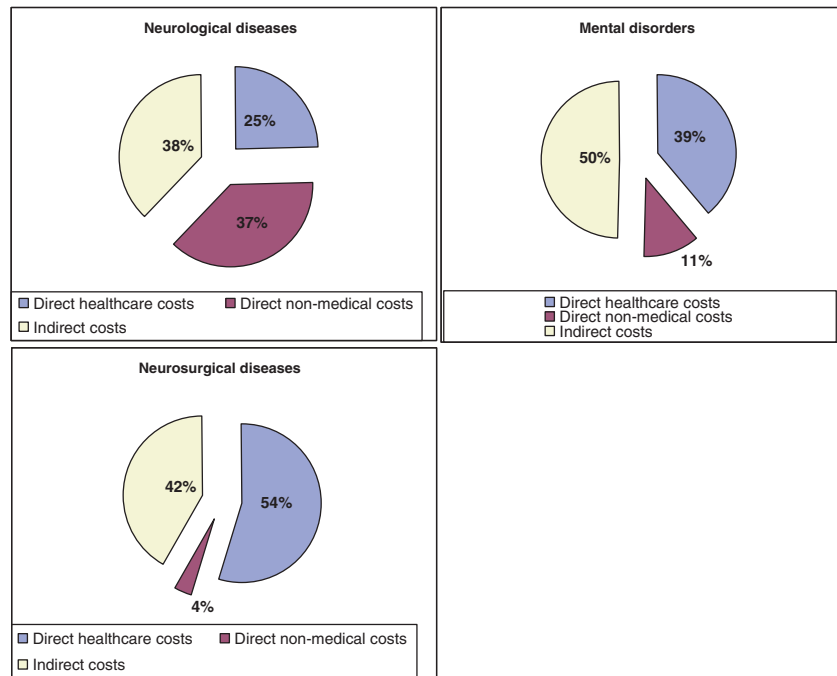 Neurological diseases
25%
38%
37%
Direct healthcare costs Direct non-medical costs
Indirect costs
Mental disorders
39%
50%
11%
Direct healthcare costs
Direct non-medical costs
Indirect costs
Neurosurgical diseases
42%
54%
4%
Direct healthcare costs Direct non-medical costs
Indirect costs